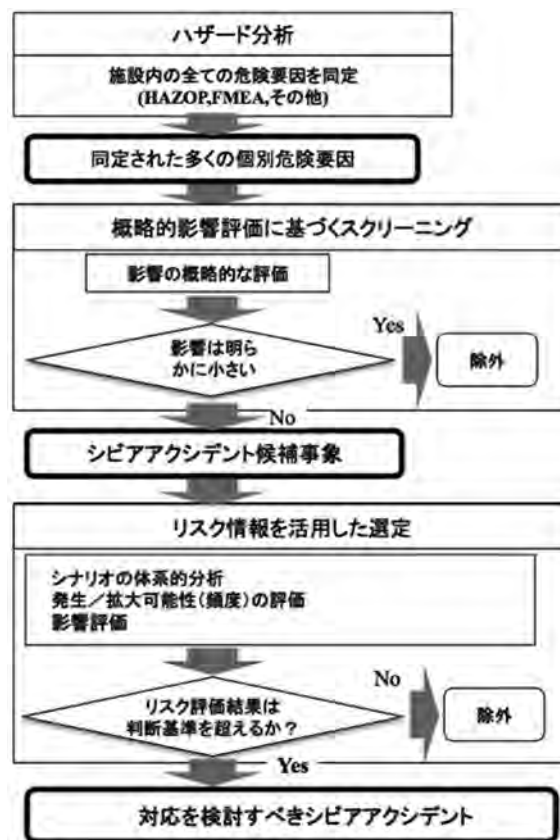 ハザード分析
施設内の全ての危険要因を同定
(HAZOP,FMEA,その他)
同定された多くの個別危険要因
概略的影響評価に基づくスクリーニング
影響の概略的な評価
Yes
影響は明ら
かに小さい
除外
No
シビアアクシデント候補事象
リスク情報を活用した選定
シナリオの体系的分析
発生／拡大可能性(頻度)の評価
影響評価
No
リスク評価結果は
判断基準を超えるか？
除外
Yes
対応を検討すべきシビアアクシデント